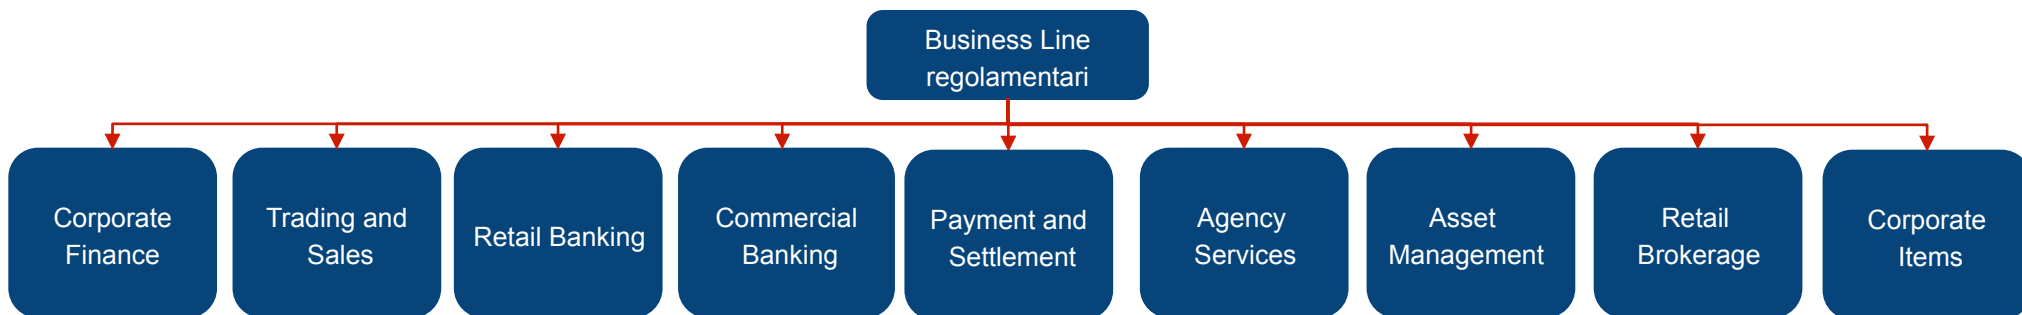 Business Line
regolamentari
Corporate
Finance
Trading and
Sales
Retail Banking
Commercial
Banking
Payment and
Settlement
Agency
Services
Asset
Management
Retail
Brokerage
Corporate
Items